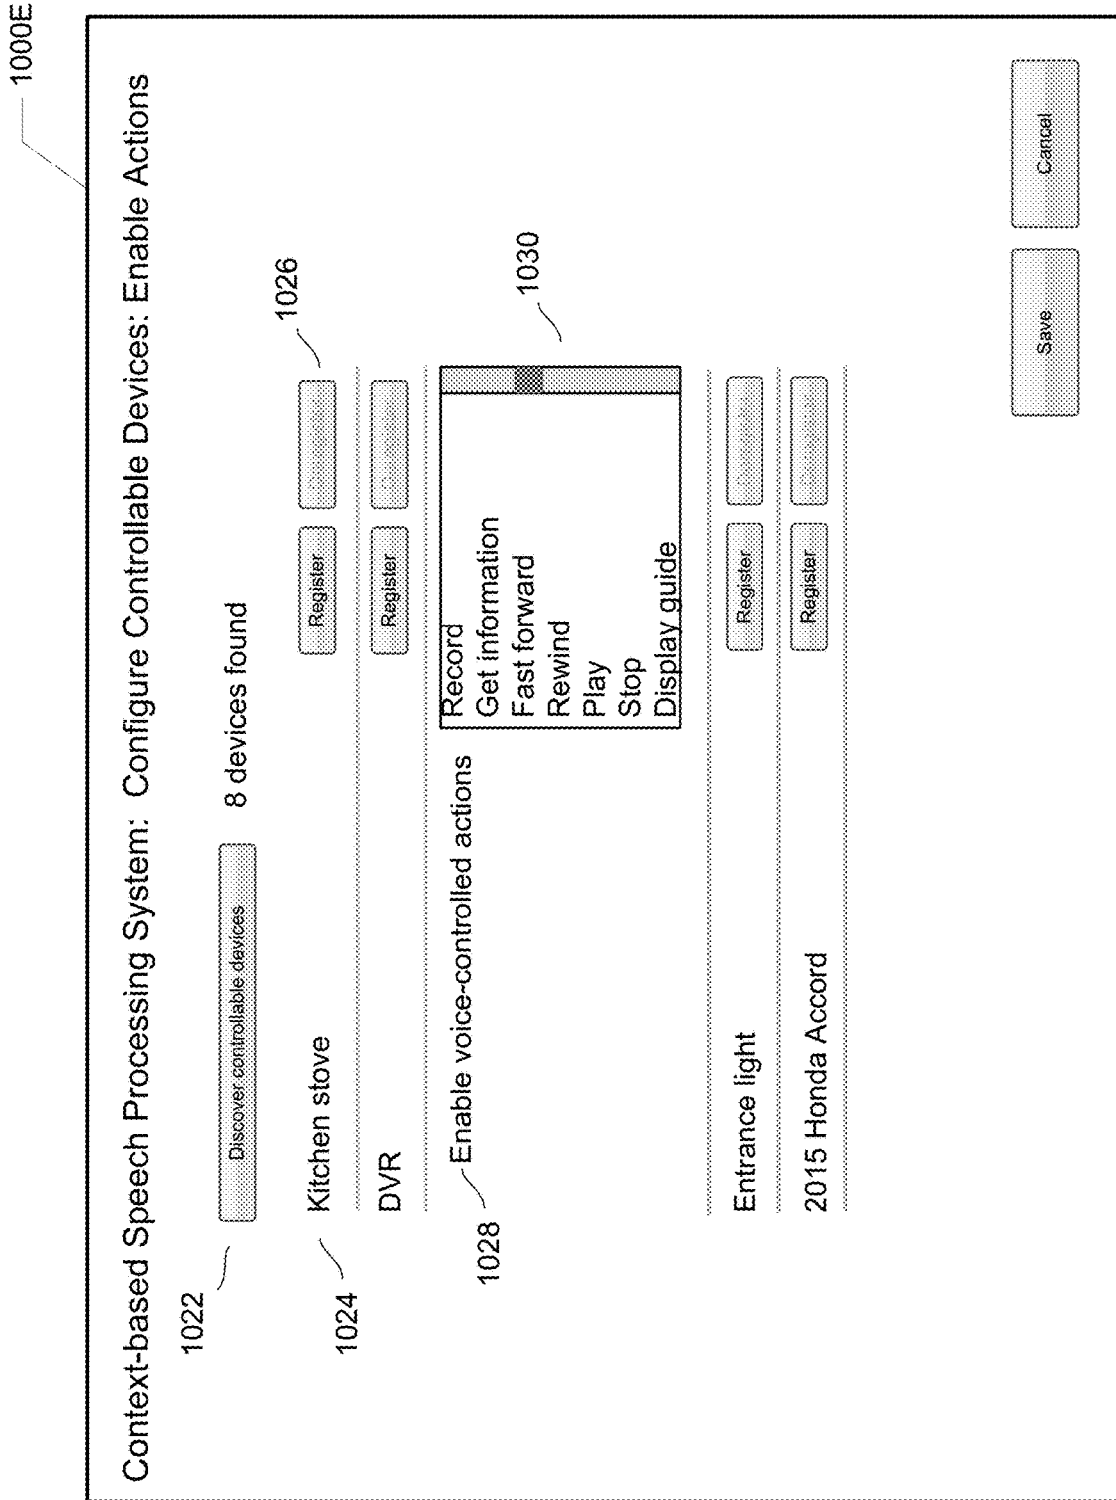 1000E
Context-based Speech Processing System: Configure Controllable Devices: Enable Actions
1022
Discover controllable devices
8 devices found
1024
Kitchen stove
Register
1026
DVR
Register
1028
Enable voice-controlled actions
Record
Get information
Fast forward
Rewind
Play
Stop
Display guide
1030
Entrance light
Register
2015 Honda Accord
Register
Save
Cancel